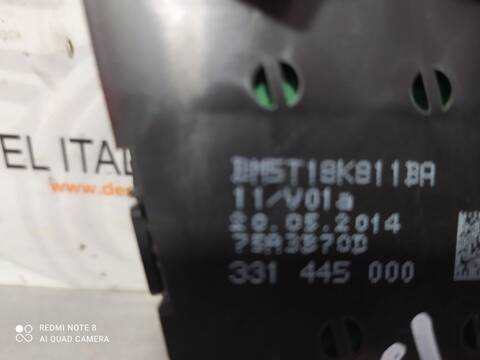 EL ITAL
www.de
BM5T18K811BA
11/V01a
20.05.2014
75A3870D
331 445 000
REDMI NOTE 8
AI QUAD CAMERA